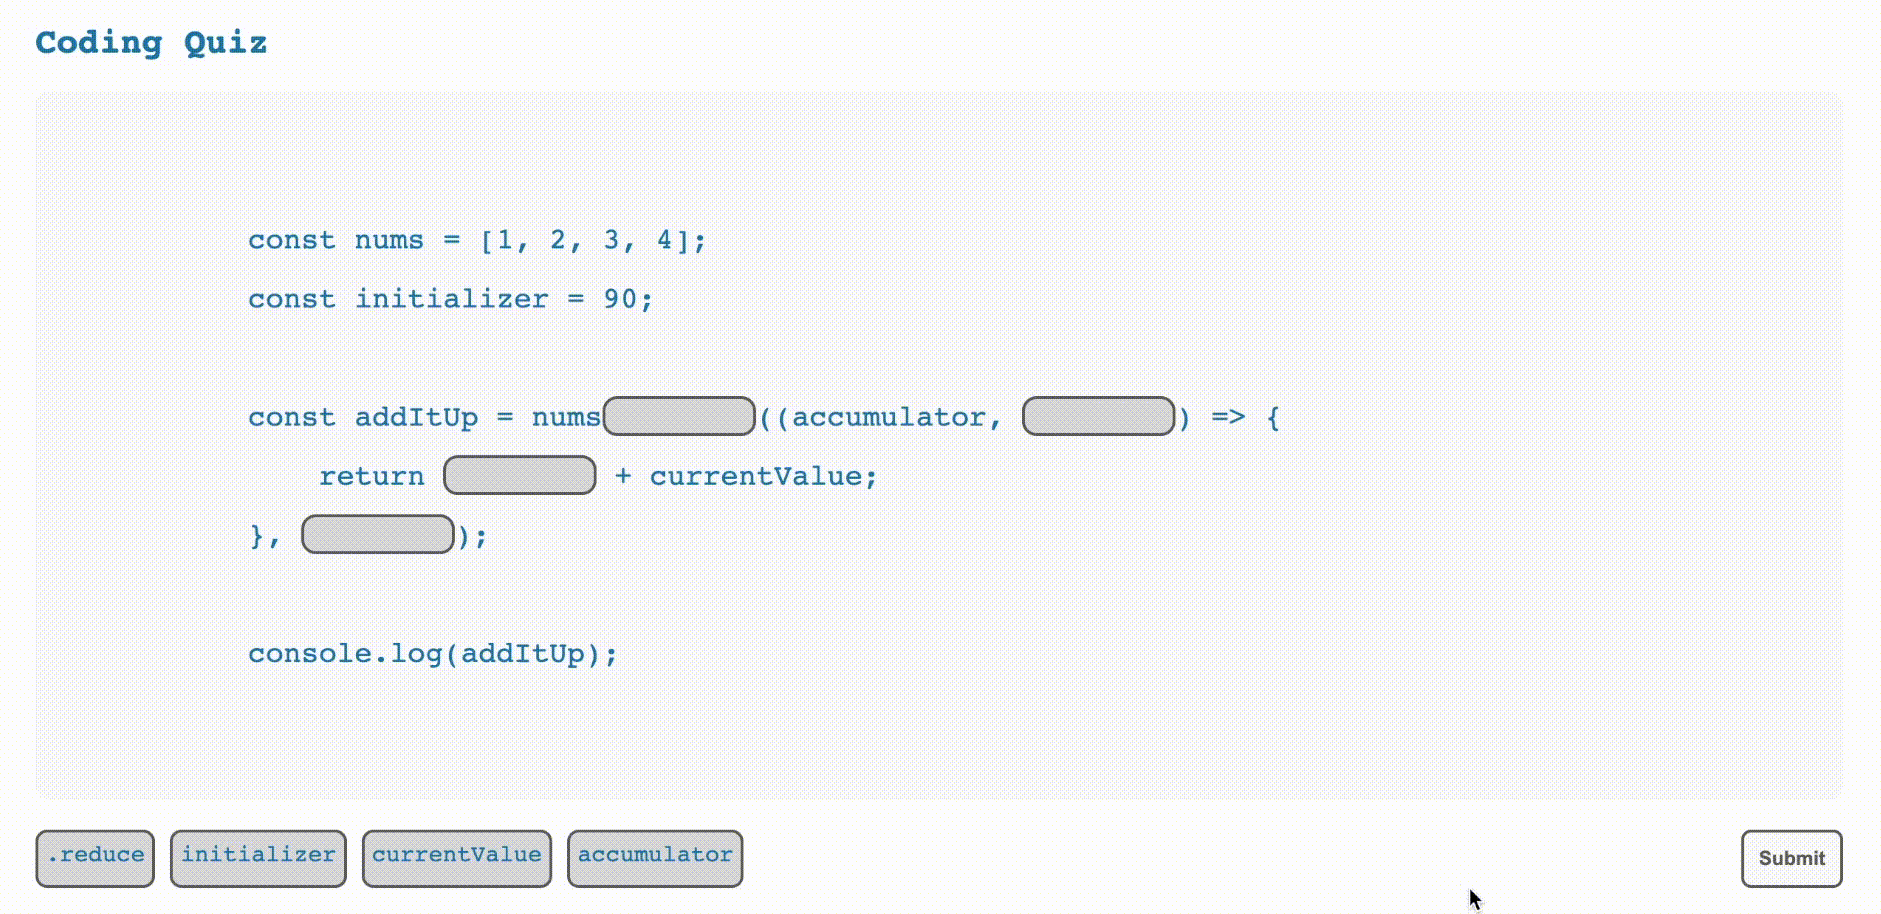 Coding Quiz
const nums = [1, 2, 3, 4];
const initializer = 90;
const addItUp = nums ((accumulator, ) => {
return + currentValue;
}, );
console.log(addItUp);
.reduce initializer currentValue accumulator Submit